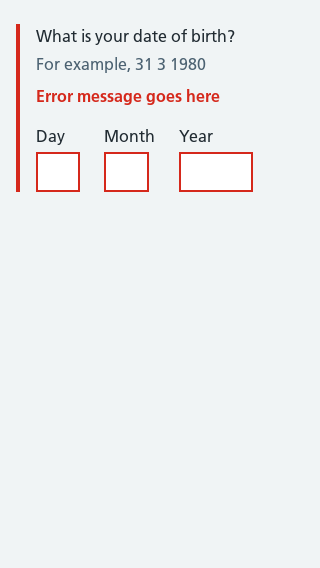 What is your date of birth?
For example, 31 3 1980
Error message goes here
Day Month Year